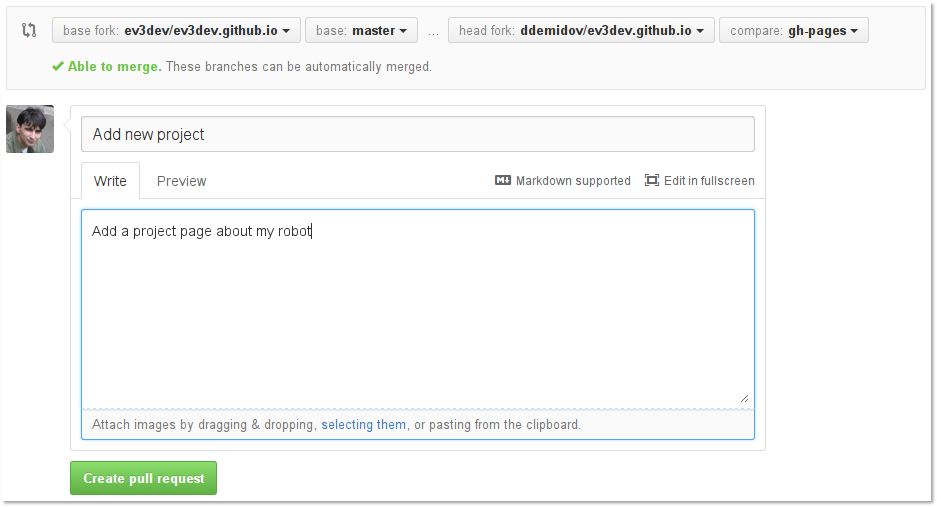 base fork: ev3dev/ev3dev.github.io base: master ... head fork: ddemidov/ev3dev.github.io compare: gh-pages
Able to merge. These branches can be automatically merged.
Add new project
Write Preview Markdown supported Edit in fullscreen
Add a project page about my robot
Attach images by dragging & dropping, selecting them, or pasting from the clipboard.
Create pull request